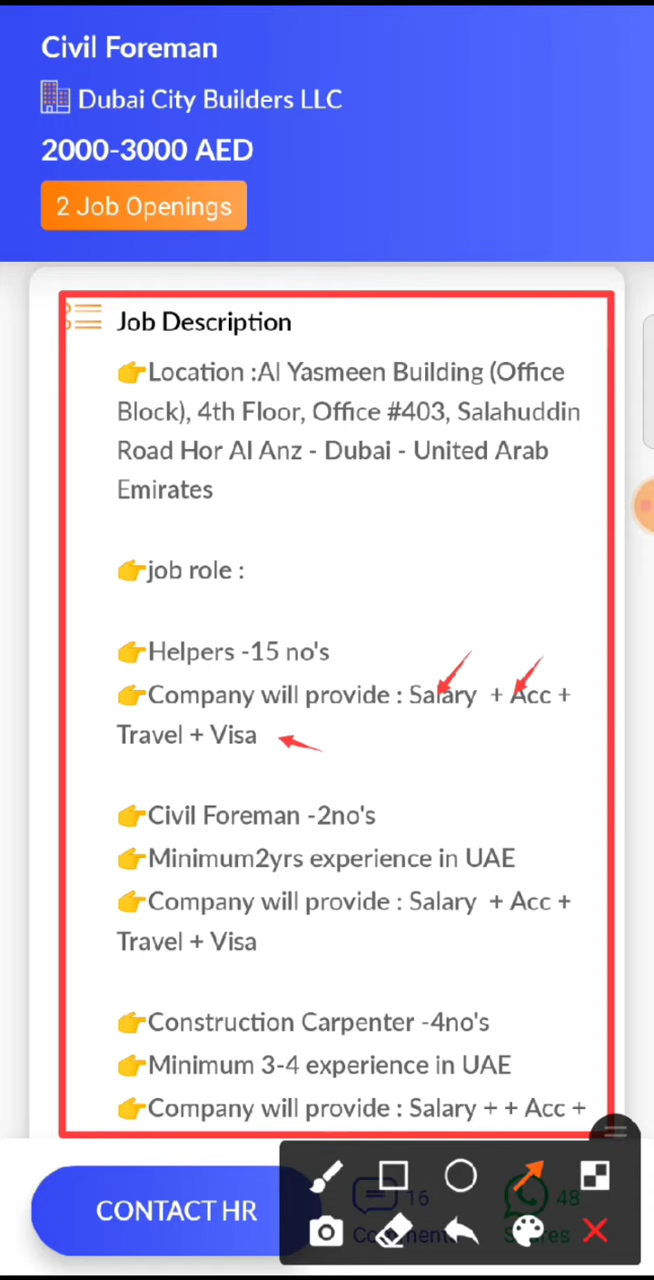 Civil Foreman
Dubai City Builders LLC
2000-3000 AED
2 Job Openings
Job Description
👉Location :Al Yasmeen Building (Office
Block), 4th Floor, Office #403, Salahuddin
Road Hor Al Anz - Dubai - United Arab
Emirates
👉job role :
👉Helpers -15 no's
👉Company will provide : Salary + Acc +
Travel + Visa
👉Civil Foreman -2no's
👉Minimum2yrs experience in UAE
👉Company will provide : Salary + Acc +
Travel + Visa
👉Construction Carpenter -4no's
👉Minimum 3-4 experience in UAE
👉Company will provide : Salary + + Acc +
CONTACT HR
16
48